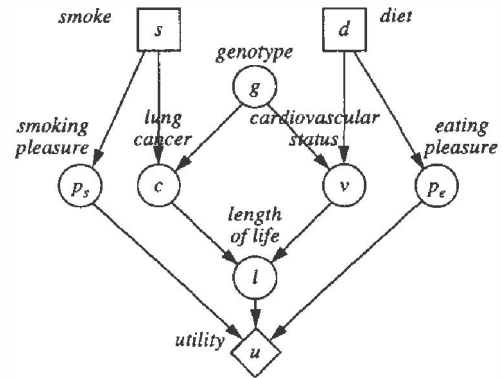 smoke
s
d
diet
genotype
g
smoking
pleasure
lung
cancer
cardiovascular
status
eating
pleasure
p_s
c
v
p_e
length
of life
l
utility
u